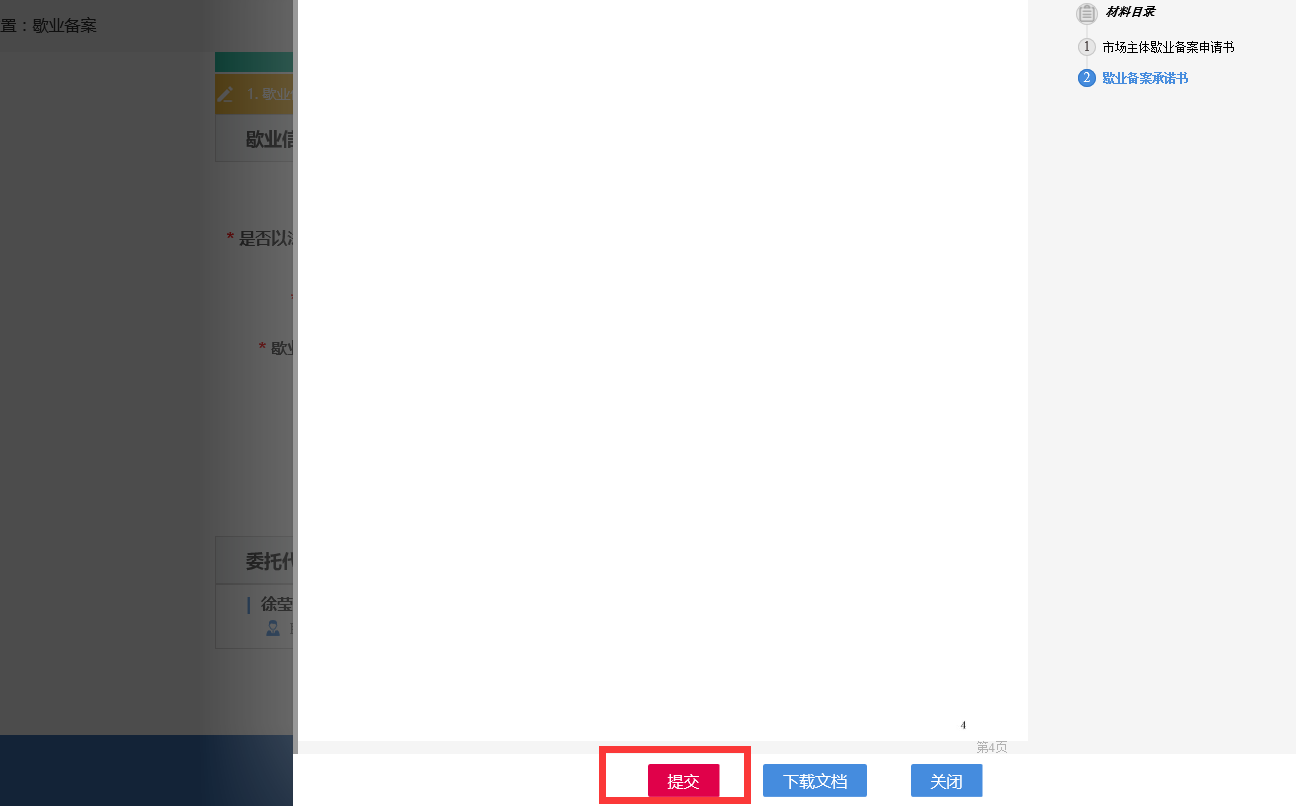 置：歇业备案
1. 歇业
歇业信
* 是否以
*
* 歇业
委托代
徐莹
材料目录
1 市场主体歇业备案申请书
2 歇业备案承诺书
4
第4页
提交
下载文档
关闭